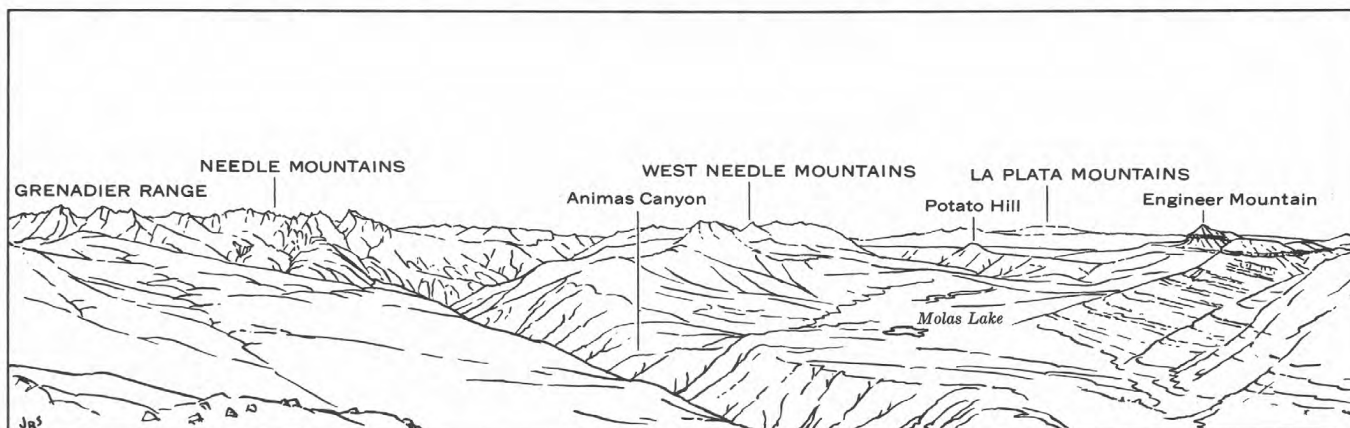 NEEDLE MOUNTAINS
GRENADIER RANGE
WEST NEEDLE MOUNTAINS
LA PLATA MOUNTAINS
Animas Canyon
Potato Hill
Engineer Mountain
Molas Lake
JRS